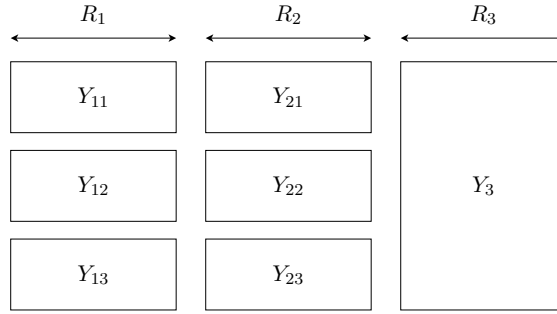 R₁ R₂ R₃
Y₁₁ Y₂₁
Y₁₂ Y₂₂ Y₃
Y₁₃ Y₂₃